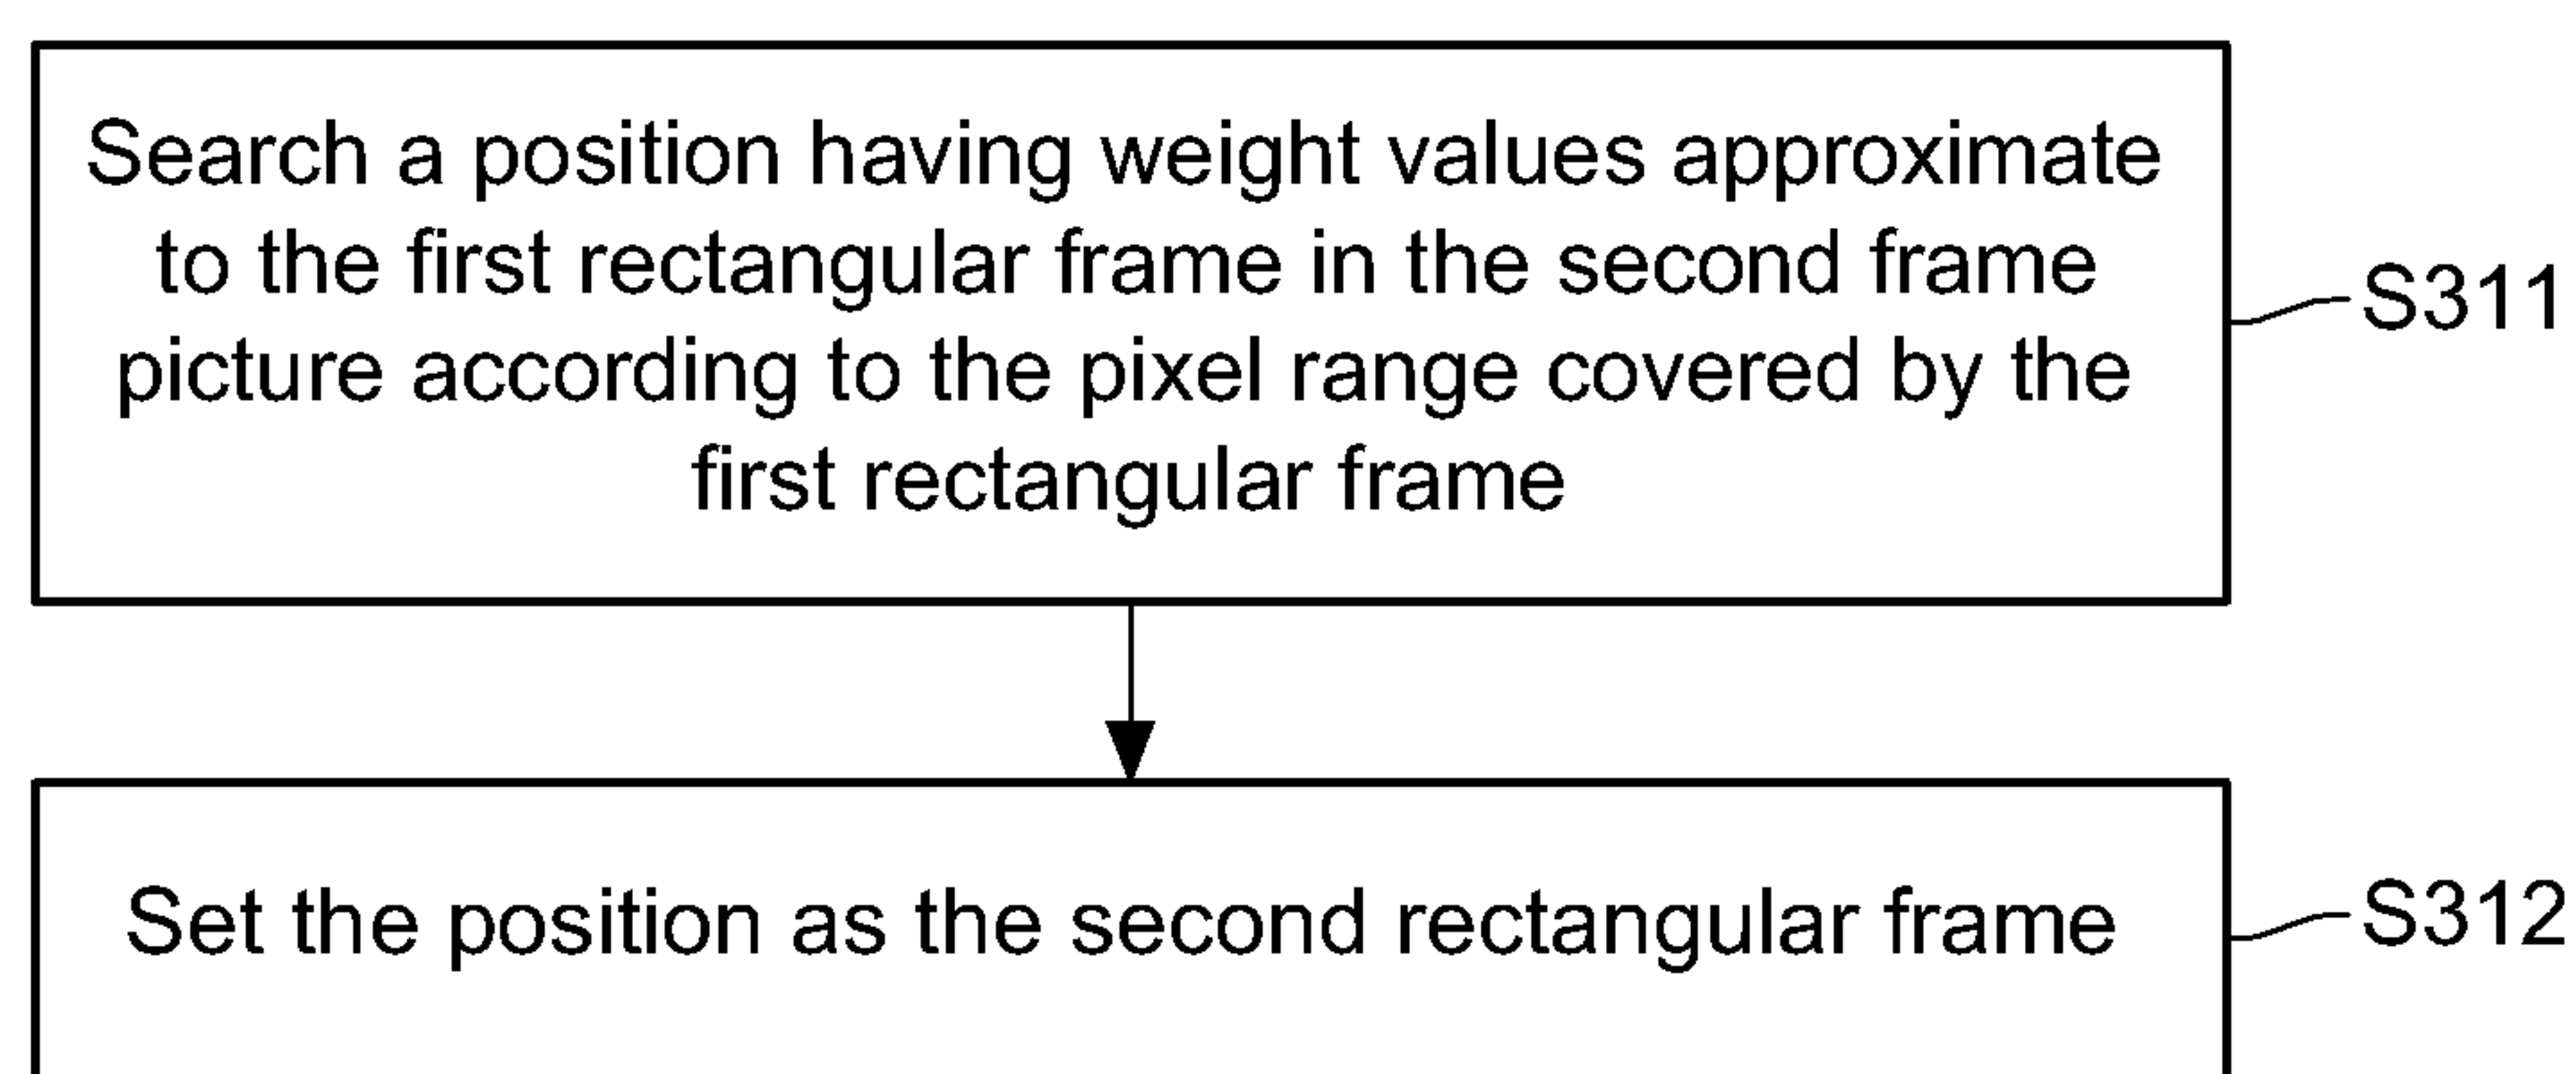 Search a position having weight values approximate
to the first rectangular frame in the second frame
picture according to the pixel range covered by the
first rectangular frame
S311
Set the position as the second rectangular frame
S312